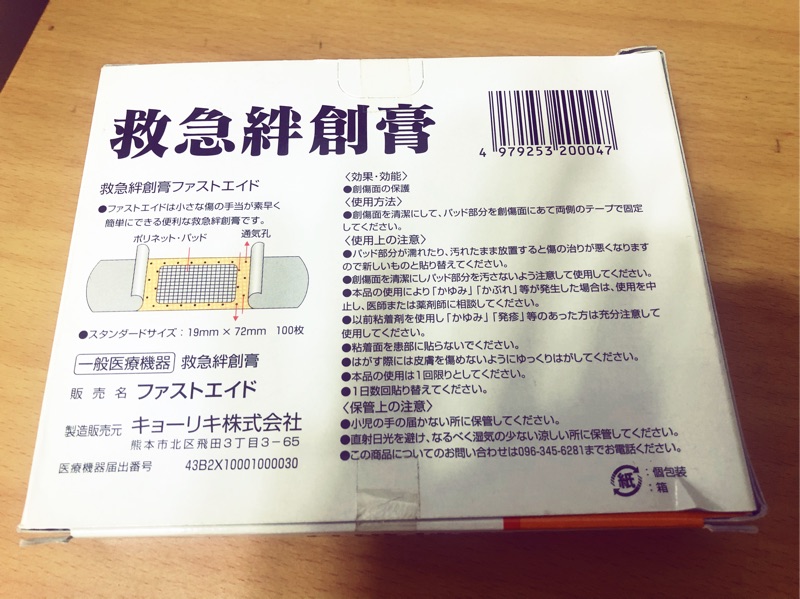 救急絆創膏
4 979253 200047
救急絆創膏ファストエイド
●ファストエイドは小さな傷の手当が素早く
簡単にできる便利な救急絆創膏です。
ポリネット・パッド
通気孔
●スタンダードサイズ：19mm×72mm 100枚
一般医療機器 救急絆創膏
販売名 ファストエイド
製造販売元 キョーリキ株式会社
熊本市北区飛田3丁目3-65
医療機器届出番号 43B2X10001000030
〈効果・効能〉
●創傷面の保護
〈使用方法〉
●創傷面を清潔にして、パッド部分を創傷面にあて両側のテープで固定
してください。
〈使用上の注意〉
●パッド部分が濡れたり、汚れたまま放置すると傷の治りが悪くなります
ので新しいものと貼り替えてください。
●創傷面を清潔にしパッド部分を汚さないよう注意して使用してください。
●本品の使用により「かゆみ」「かぶれ」等が発生した場合は、使用を中
止し、医師または薬剤師に相談してください。
●以前粘着剤を使用し「かゆみ」「発疹」等のあった方は充分注意して
使用してください。
●粘着面を患部に貼らないでください。
●はがす際には皮膚を傷めないようにゆっくりはがしてください。
●本品の使用は1回限りとしてください。
●1日数回貼り替えてください。
〈保管上の注意〉
●小児の手の届かない所に保管してください。
●直射日光を避け、なるべく湿気の少ない涼しい所に保管してください。
●この商品についてのお問い合わせは096-345-6281までお電話ください。
紙
：個包装
：箱